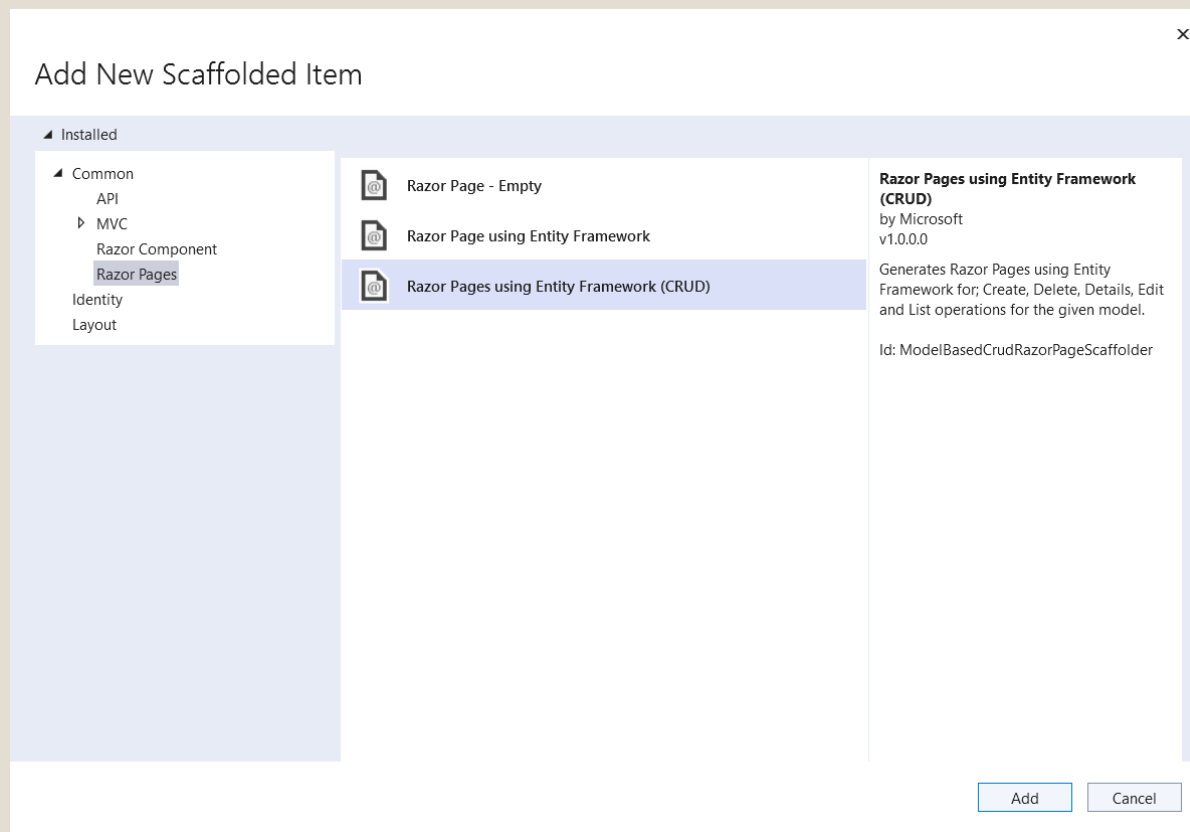 Add New Scaffolded Item
Installed
Common
API
MVC
Razor Component
Razor Pages
Identity
Layout
Razor Page - Empty
Razor Page using Entity Framework
Razor Pages using Entity Framework (CRUD)
Razor Pages using Entity Framework
(CRUD)
by Microsoft
v1.0.0.0
Generates Razor Pages using Entity
Framework for; Create, Delete, Details, Edit
and List operations for the given model.
Id: ModelBasedCrudRazorPageScaffolder
Add
Cancel